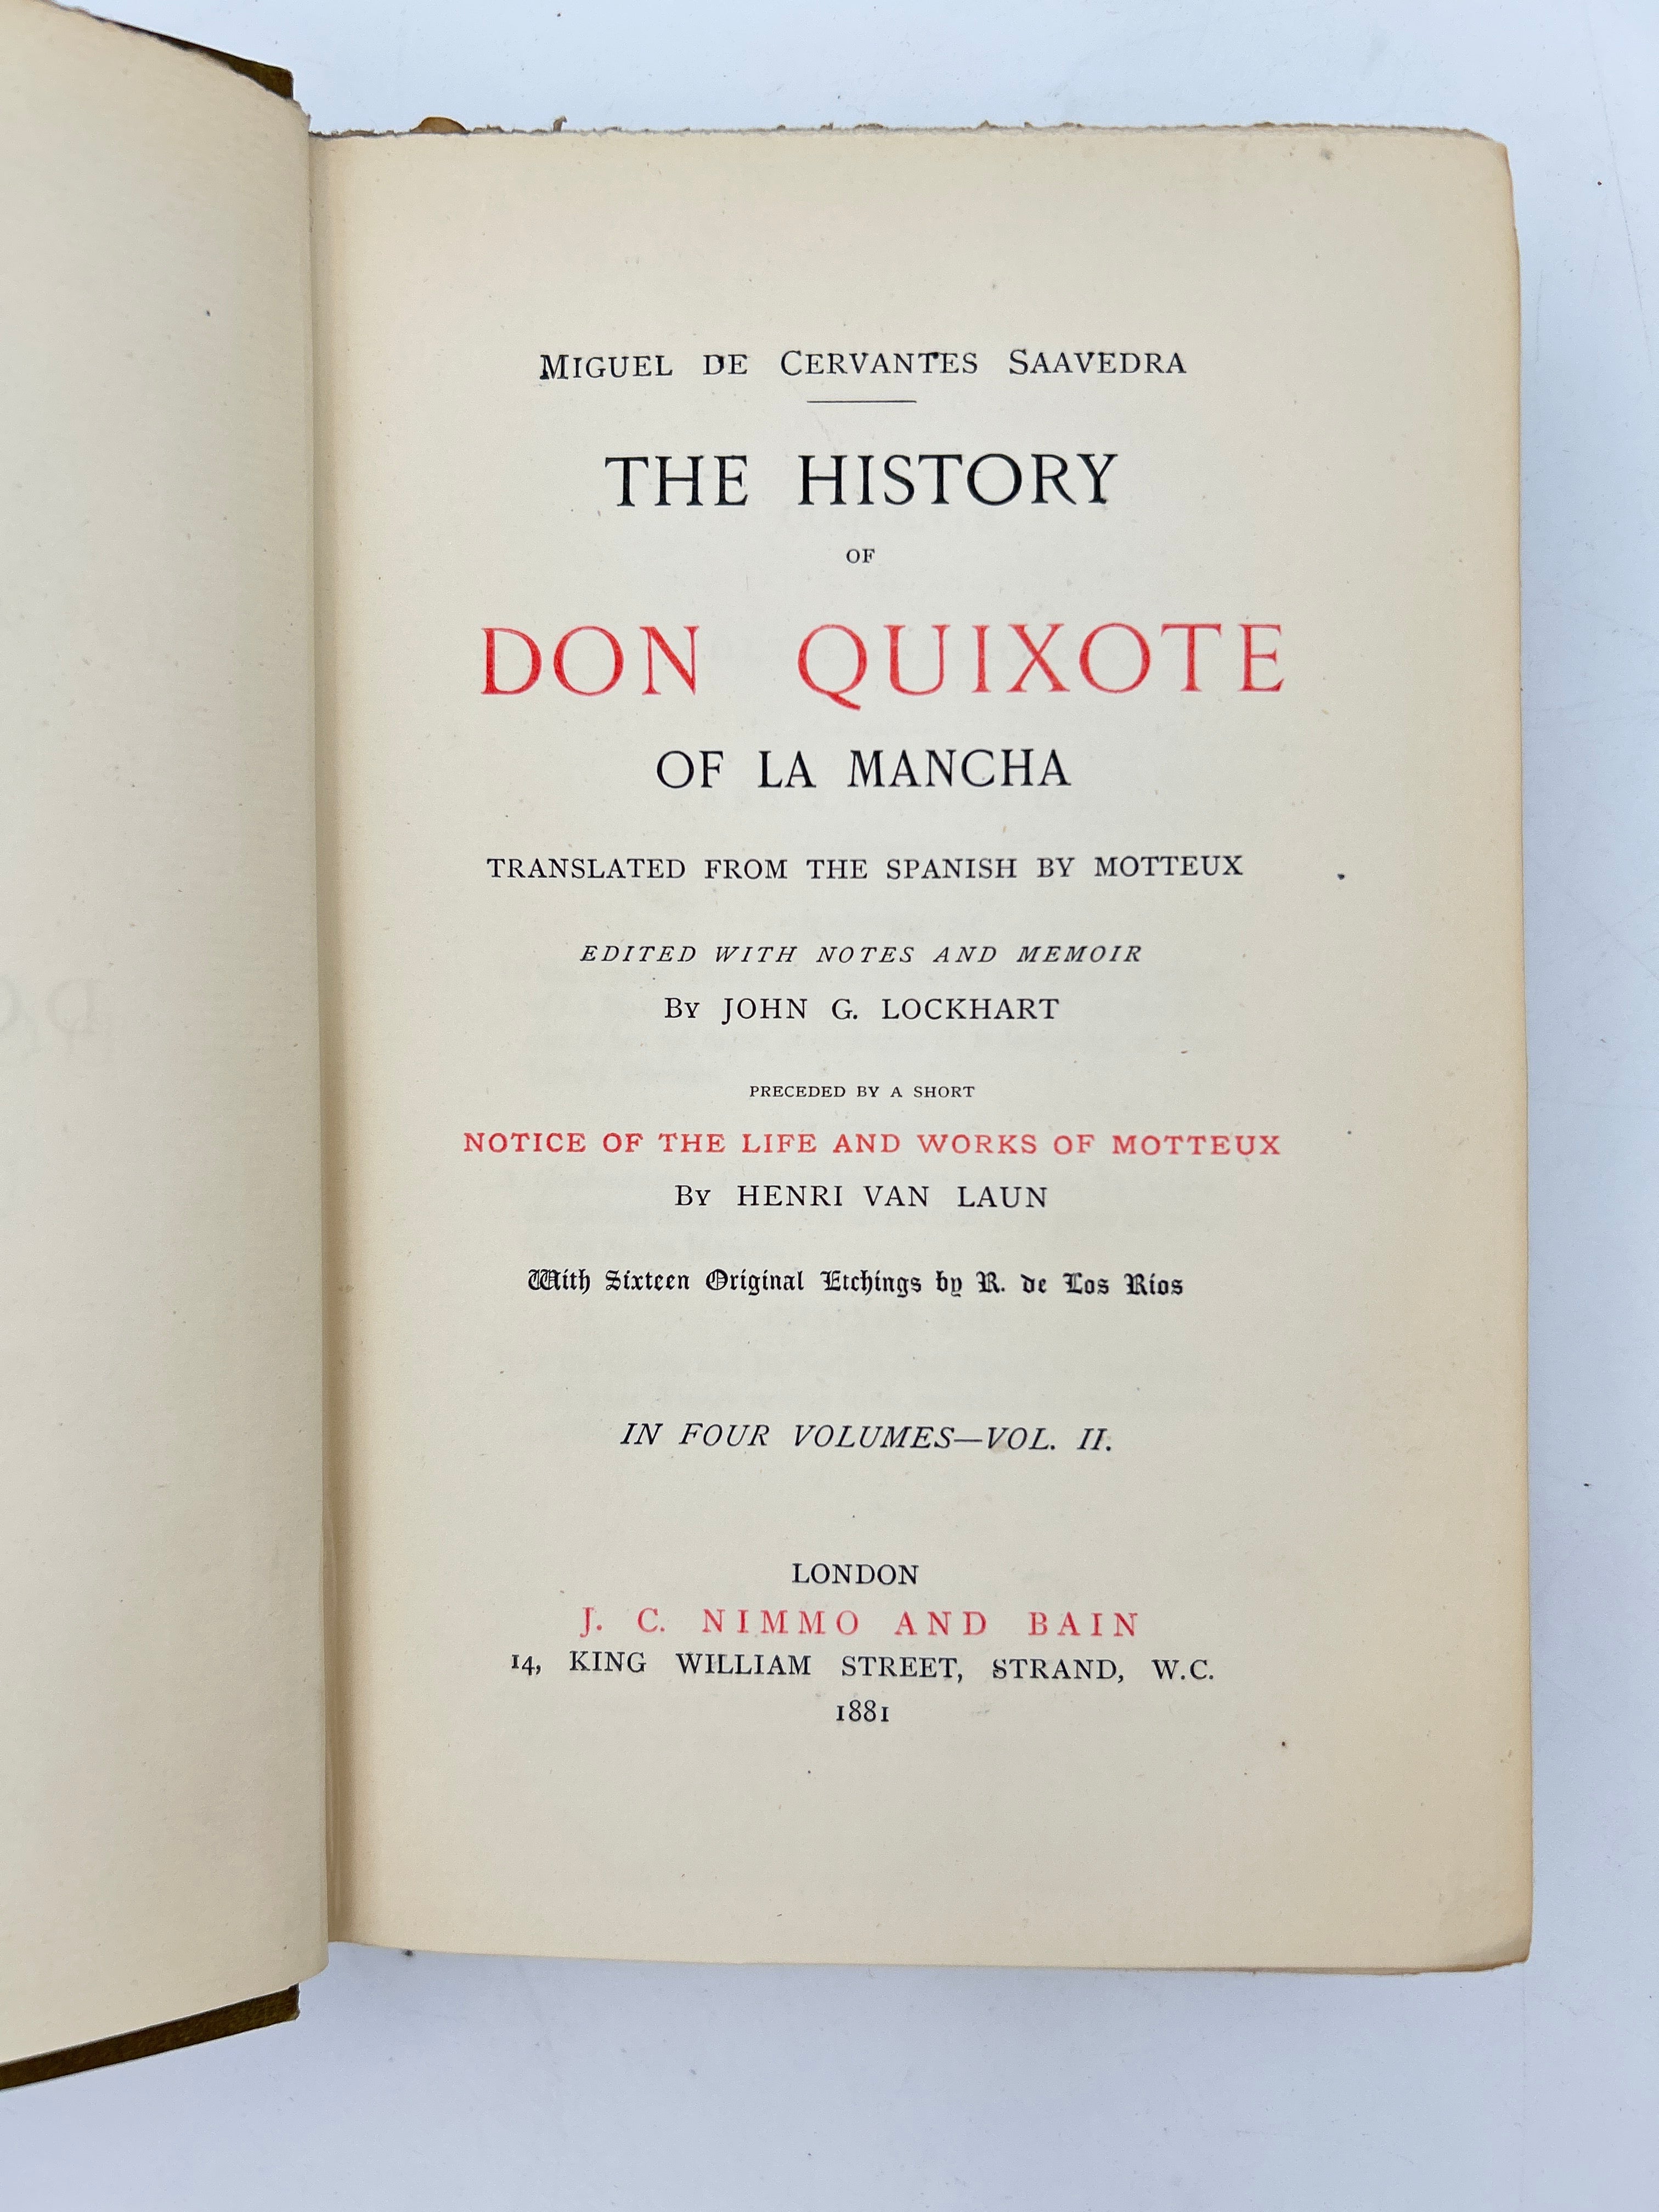 MIGUEL DE CERVANTES SAAVEDRA
THE HISTORY
OF
DON QUIXOTE
OF LA MANCHA
TRANSLATED FROM THE SPANISH BY MOTTEUX
EDITED WITH NOTES AND MEMOIR
By JOHN G. LOCKHART
PRECEDED BY A SHORT
NOTICE OF THE LIFE AND WORKS OF MOTTEUX
By HENRI VAN LAUN
With Sixteen Original Etchings by R. de Los Rios
IN FOUR VOLUMES—VOL. II.
LONDON
J. C. NIMMO AND BAIN
14, KING WILLIAM STREET, STRAND, W.C.
1881